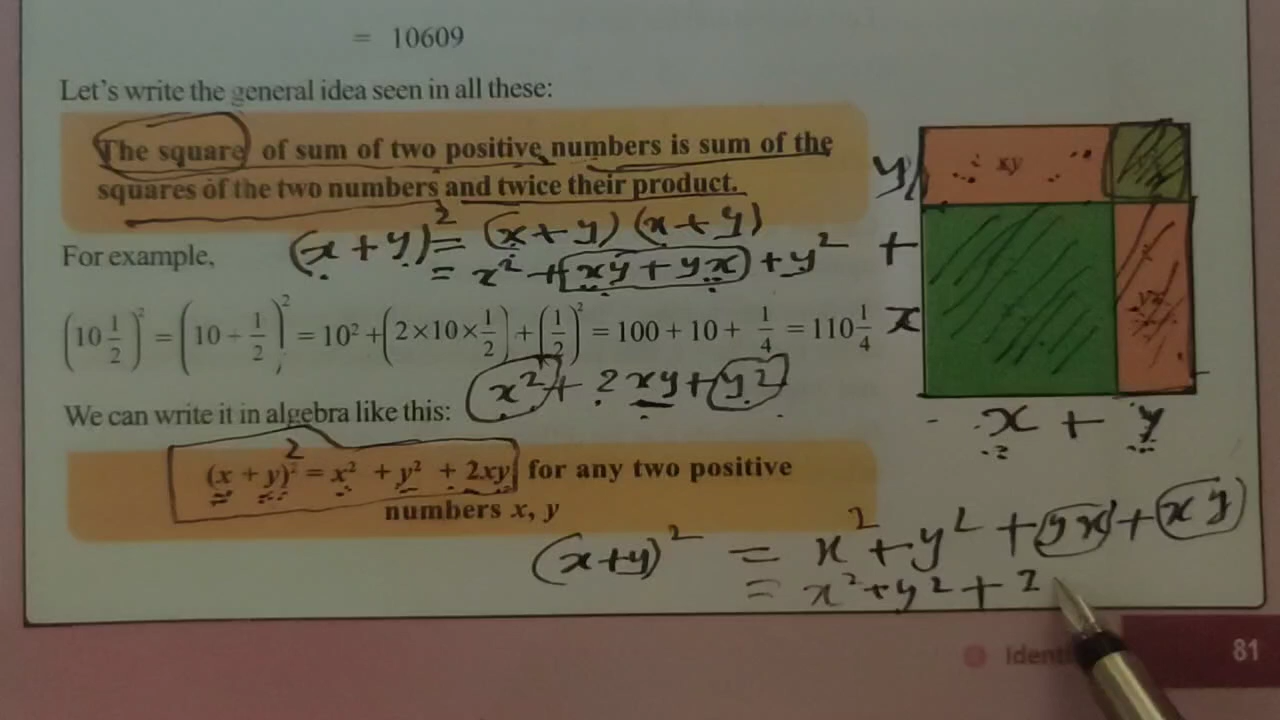 = 10609
Let's write the general idea seen in all these:
The square of sum of two positive numbers is sum of the
squares of the two numbers and twice their product.
(x + y)² = (x + y) (x + y)
= x² + xy + yx + y²
For example,
(10 1/2)² = (10 + 1/2)² = 10² + (2 × 10 × 1/2) + (1/2)² = 100 + 10 + 1/4 = 110 1/4
x² + 2xy + y²
We can write it in algebra like this:
2
(x + y)² = x² + y² + 2xy for any two positive
numbers x, y
xy
y
+
x
yx
x + y
(x+y)² = x² + y² + yx + xy
= x² + y² + 2
81